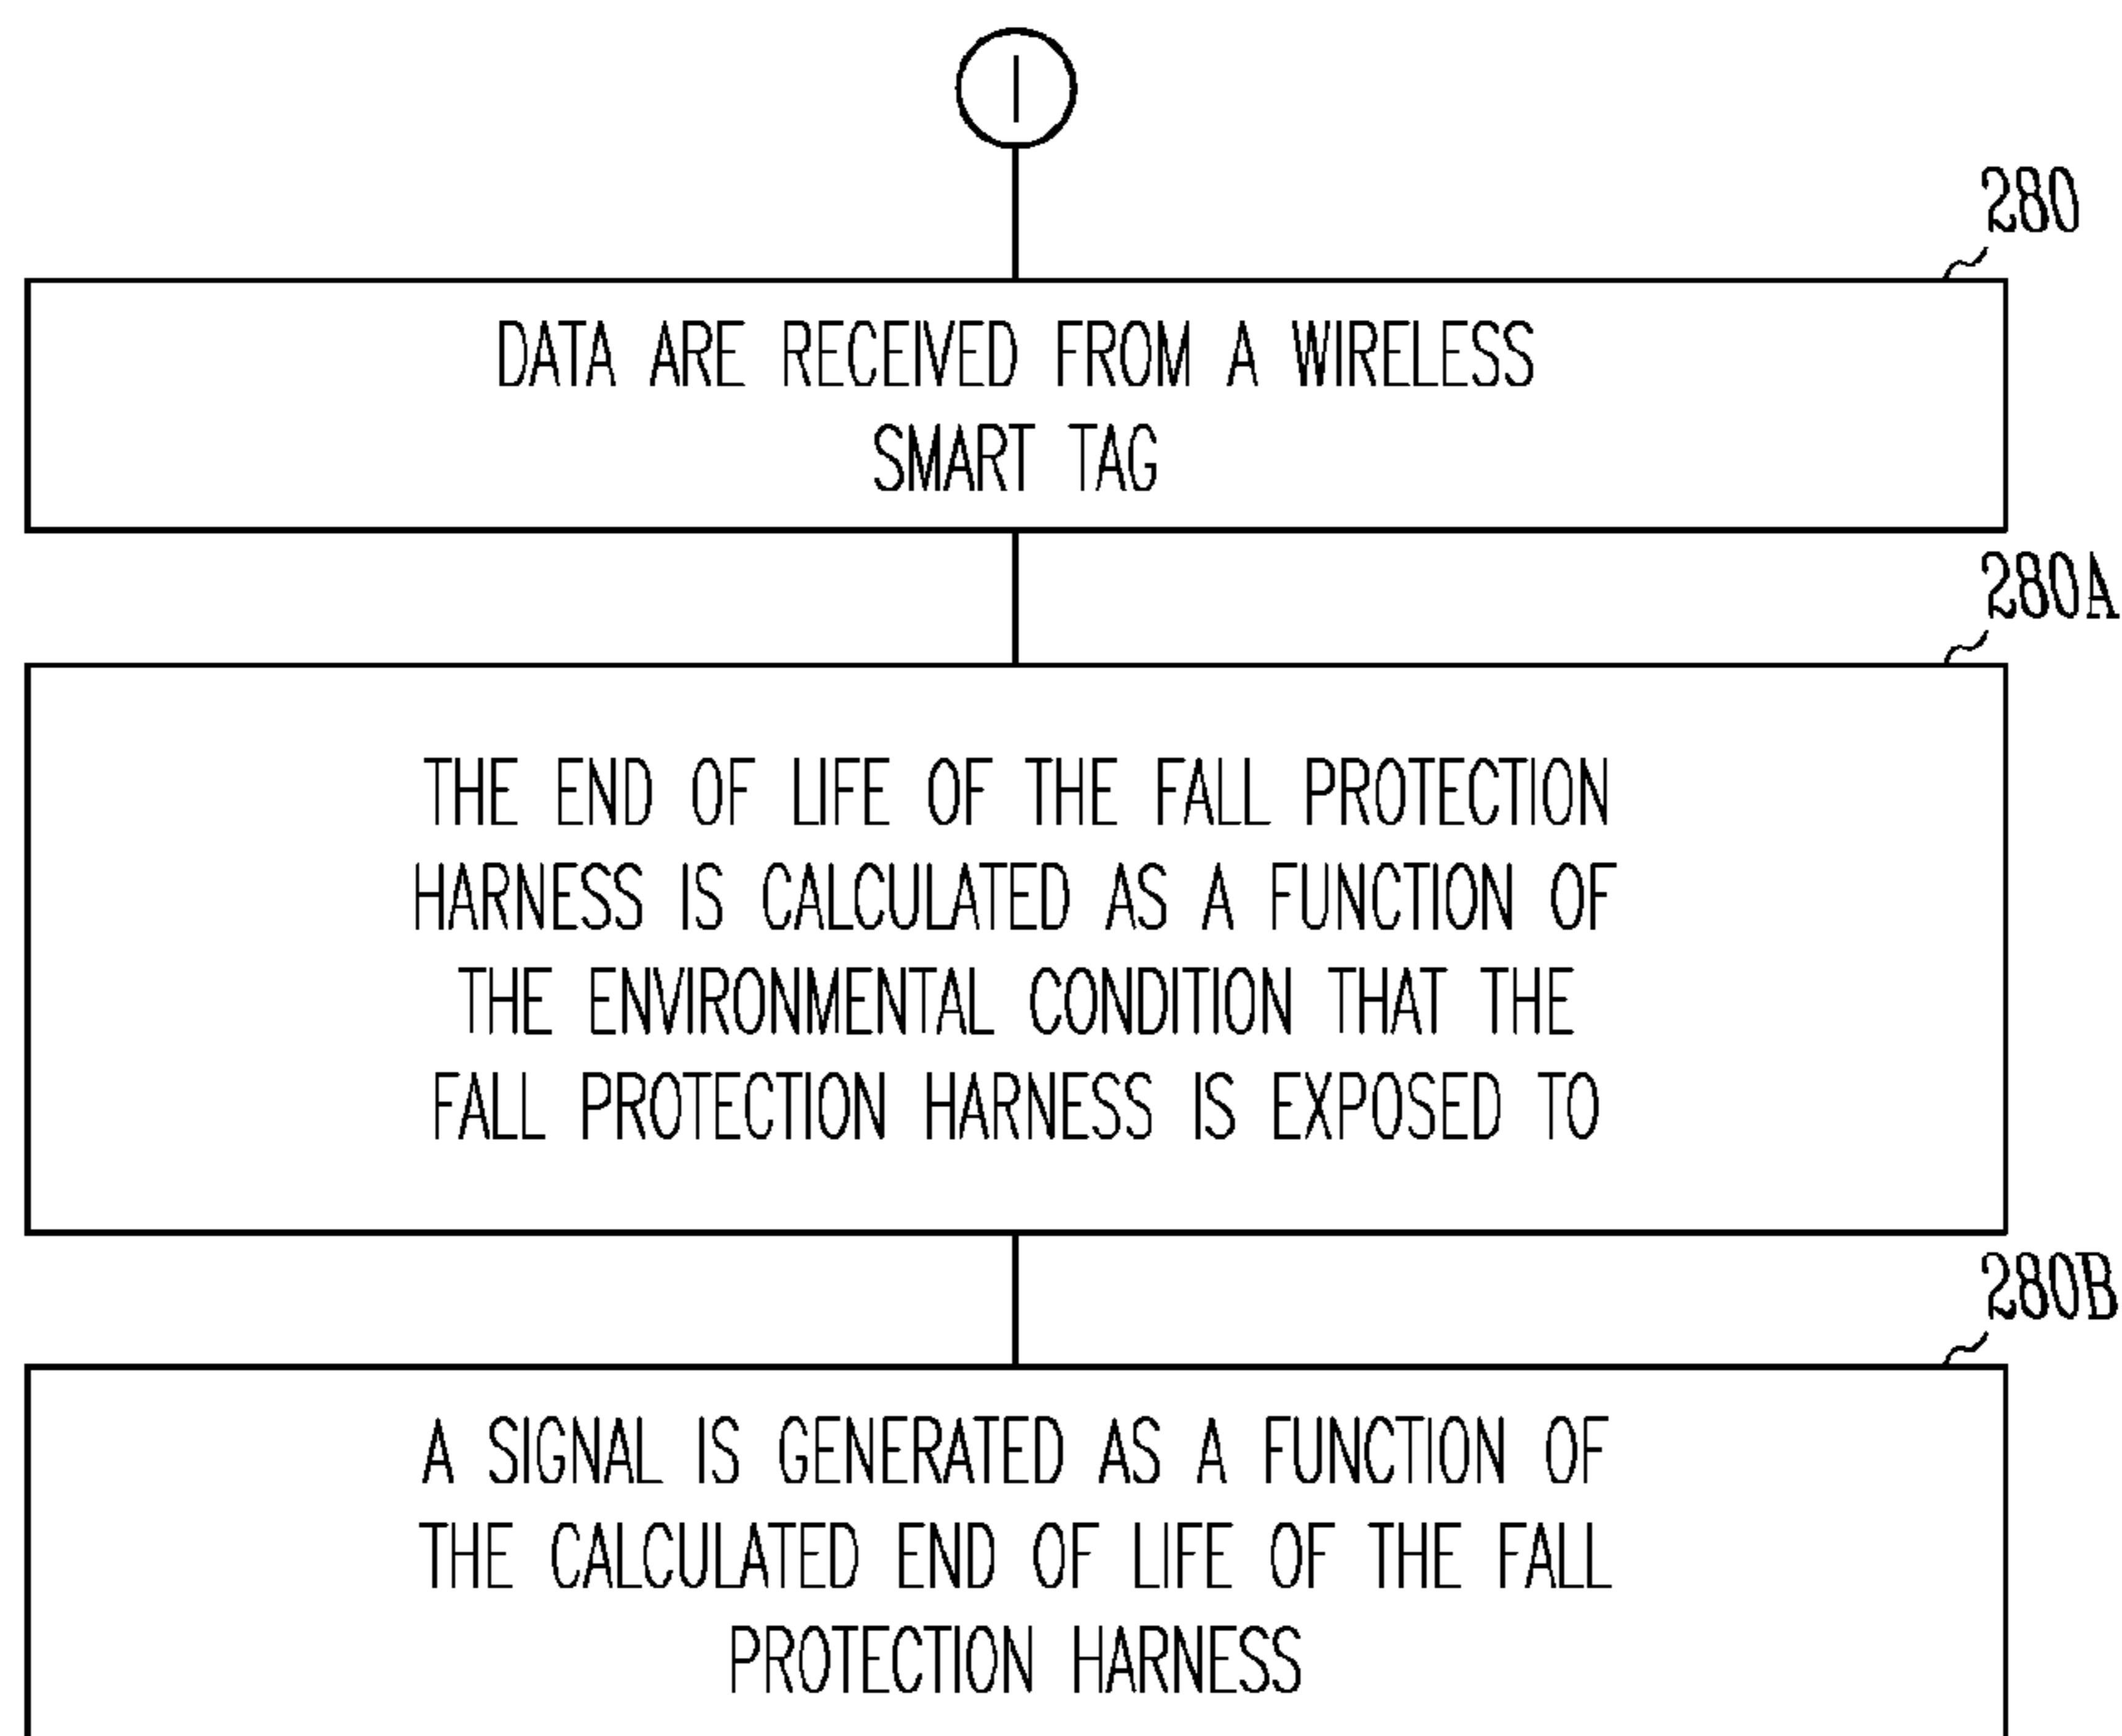 I
280
DATA ARE RECEIVED FROM A WIRELESS
SMART TAG
280A
THE END OF LIFE OF THE FALL PROTECTION
HARNESS IS CALCULATED AS A FUNCTION OF
THE ENVIRONMENTAL CONDITION THAT THE
FALL PROTECTION HARNESS IS EXPOSED TO
280B
A SIGNAL IS GENERATED AS A FUNCTION OF
THE CALCULATED END OF LIFE OF THE FALL
PROTECTION HARNESS